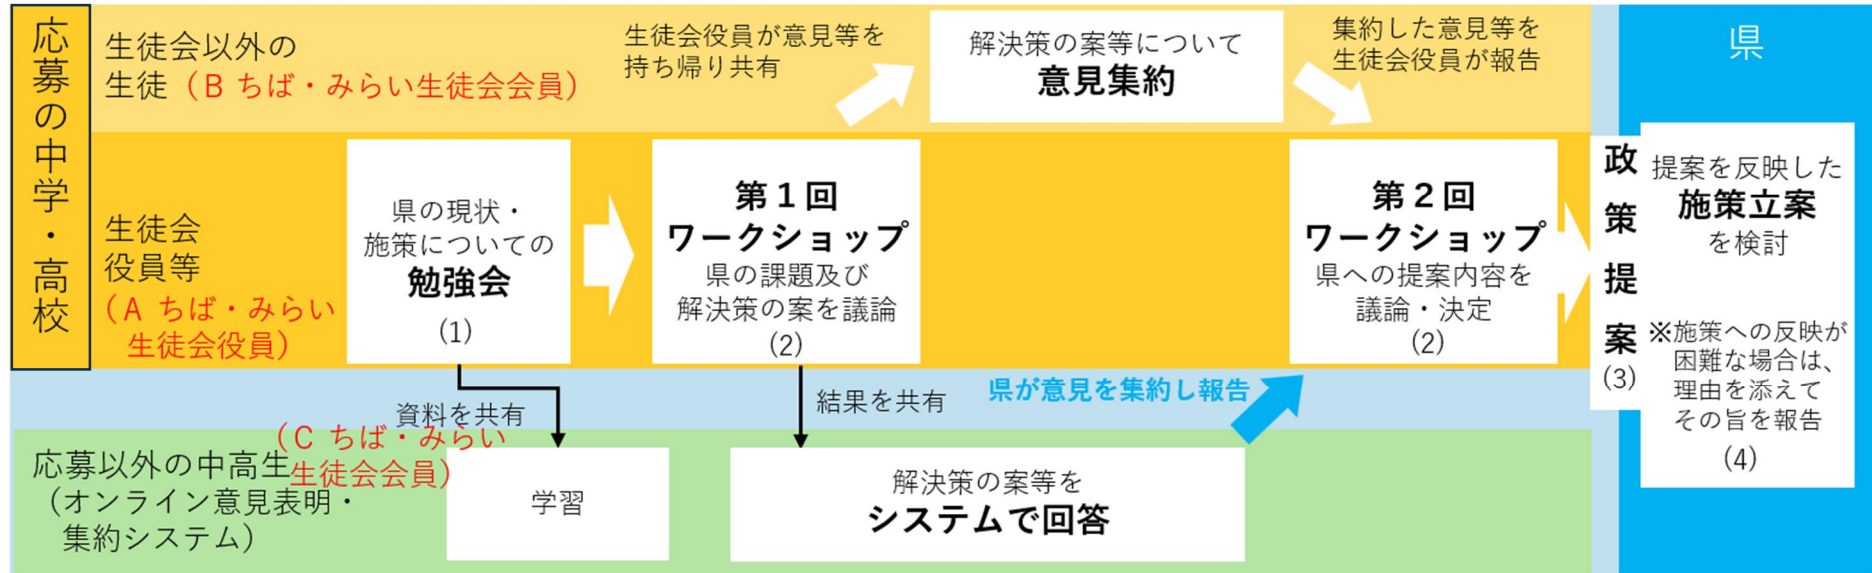 応募の中学・高校
生徒会以外の
生徒（B ちば・みらい生徒会会員）
生徒会役員が意見等を
持ち帰り共有
解決策の案等について
意見集約
集約した意見等を
生徒会役員が報告
県
生徒会
役員等
（A ちば・みらい
生徒会役員）
県の現状・
施策についての
勉強会
(1)
第１回
ワークショップ
県の課題及び
解決策の案を議論
(2)
第２回
ワークショップ
県への提案内容を
議論・決定
(2)
政策提案
(3)
提案を反映した
施策立案
を検討
※施策への反映が
困難な場合は、
理由を添えて
その旨を報告
(4)
資料を共有
結果を共有
県が意見を集約し報告
（C ちば・みらい
生徒会会員）
応募以外の中高生
（オンライン意見表明・
集約システム）
学習
解決策の案等を
システムで回答